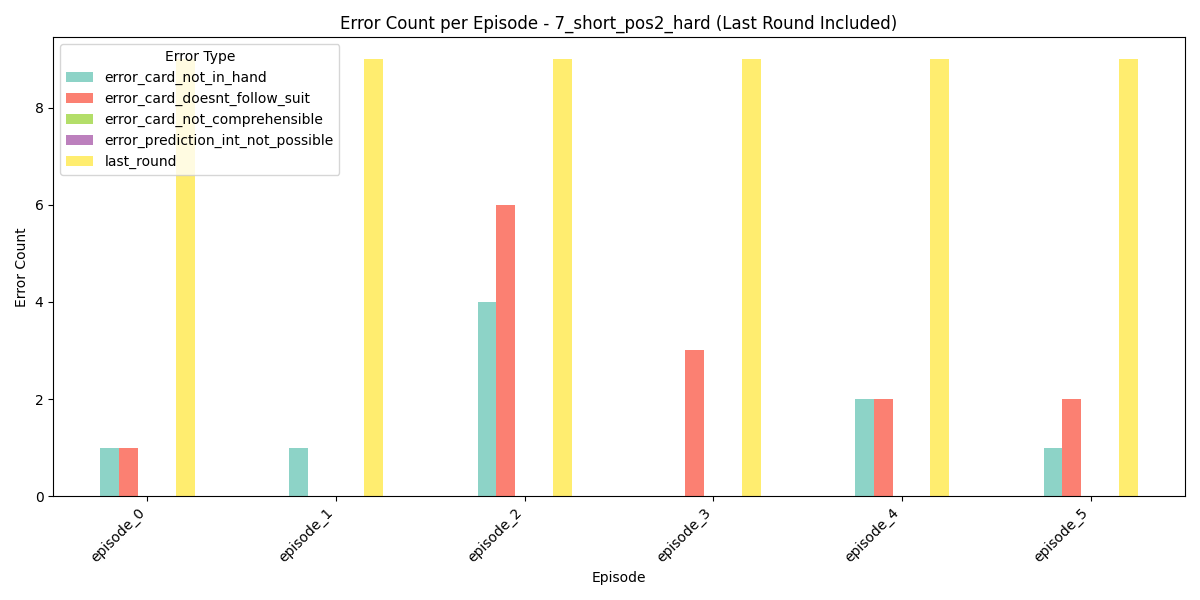 Error Count per Episode - 7_short_pos2_hard (Last Round Included)
Error Type
error_card_not_in_hand
error_card_doesnt_follow_suit
error_card_not_comprehensible
error_prediction_int_not_possible
last_round
Error Count
8
6
4
2
0
episode_0
episode_1
episode_2
episode_3
episode_4
episode_5
Episode